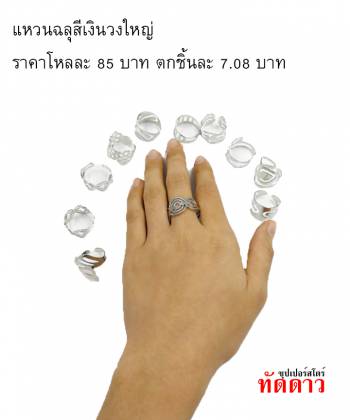 แหวนฉลุสีเงินวงใหญ่
ราคาโหลละ 85 บาท ตกชิ้นละ 7.08 บาท
ซุปเปอร์สโตร์
ทัดดาว